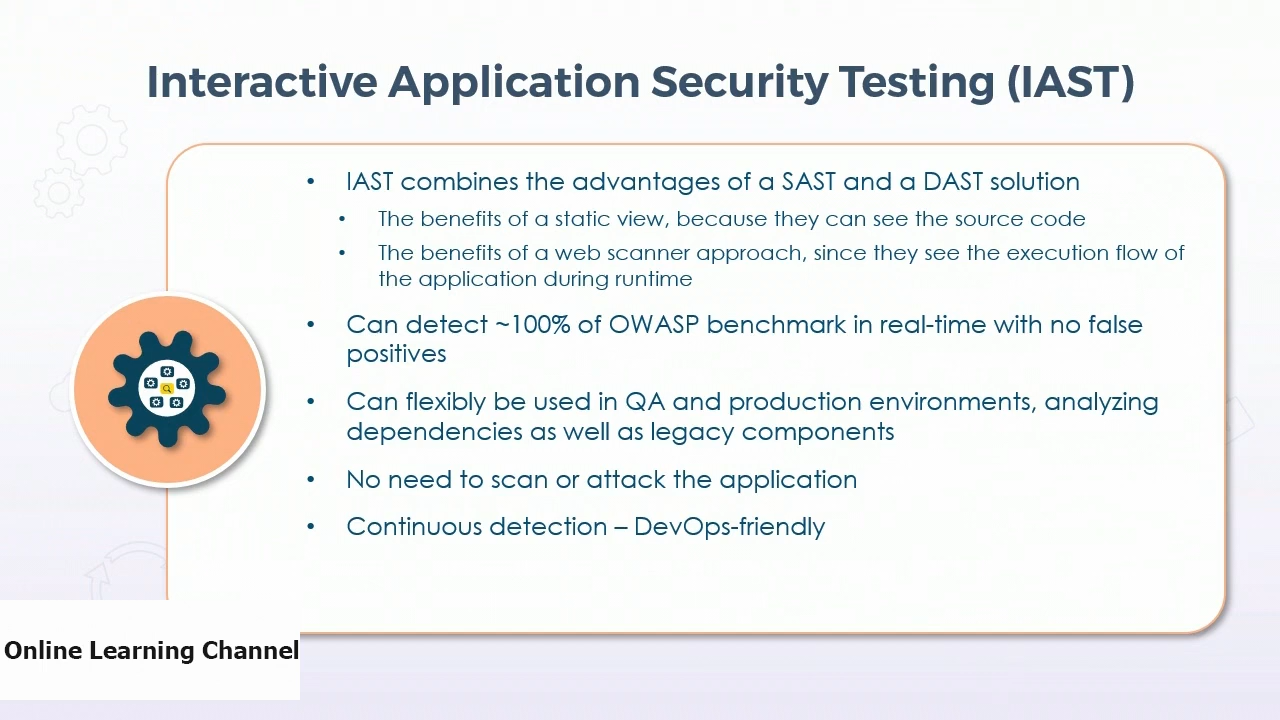 Interactive Application Security Testing (IAST)
• IAST combines the advantages of a SAST and a DAST solution
• The benefits of a static view, because they can see the source code
• The benefits of a web scanner approach, since they see the execution flow of
the application during runtime
• Can detect ~100% of OWASP benchmark in real-time with no false
positives
• Can flexibly be used in QA and production environments, analyzing
dependencies as well as legacy components
• No need to scan or attack the application
• Continuous detection – DevOps-friendly
Online Learning Channel